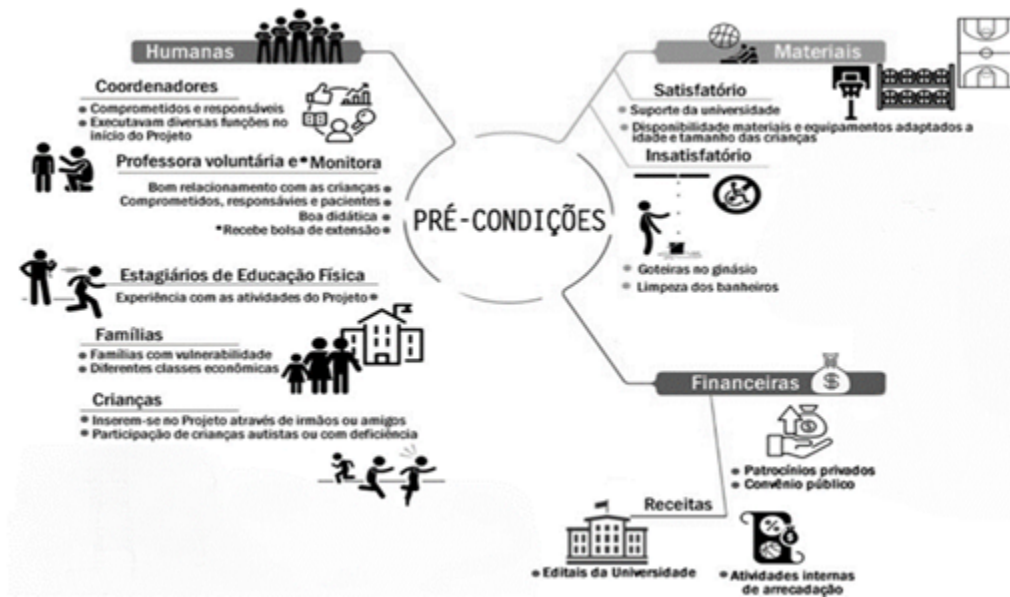 Humanas
Coordenadores
• Comprometidos e responsáveis
• Executavam diversas funções no
início do Projeto
Professora voluntária e •Monitora
Bom relacionamento com as crianças •
Comprometidos, responsávies e pacientes •
Boa didática •
•Recebe bolsa de extensão •
Estagiários de Educação Física
Experiência com as atividades do Projeto •
Famílias
• Famílias com vulnerabilidade
• Diferentes classes econômicas
Crianças
• Inserem-se no Projeto através de irmãos ou amigos
• Participação de crianças autistas ou com deficiência
PRÉ-CONDIÇÕES
Materiais
Satisfatório
• Suporte da universidade
• Disponibilidade materiais e equipamentos adaptados a
idade e tamanho das crianças
Insatisfatório
• Goteiras no ginásio
• Limpeza dos banheiros
Financeiras
$
$
• Patrocínios privados
• Convênio público
Receitas
• Editais da Universidade
%
• Atividades internas
de arrecadação